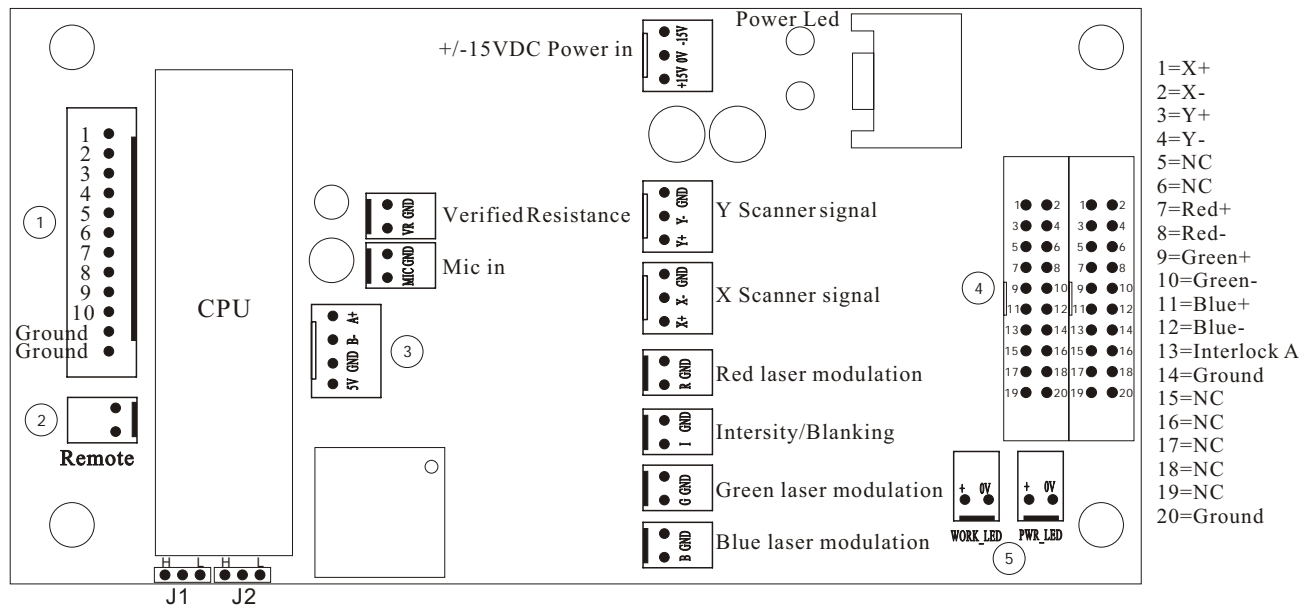 Power Led
+/-15VDC Power in
+15V 0V -15V
1
2
3
4
5
6
7
8
9
10
Ground
Ground
1
2
Remote
CPU
H L
J1
H L
J2
VR GND
Verified Resistance
MIC GND
Mic in
5V GND B- A+
3
Y+ Y- GND
Y Scanner signal
X+ X- GND
X Scanner signal
R GND
Red laser modulation
I GND
Intersity/Blanking
G GND
Green laser modulation
B GND
Blue laser modulation
4
1 2 1 2
3 4 3 4
5 6 5 6
7 8 7 8
9 10 9 10
11 12 11 12
13 14 13 14
15 16 15 16
17 18 17 18
19 20 19 20
+ 0V
WORK_LED
+ 0V
PWR_LED
5
1=X+
2=X-
3=Y+
4=Y-
5=NC
6=NC
7=Red+
8=Red-
9=Green+
10=Green-
11=Blue+
12=Blue-
13=Interlock A
14=Ground
15=NC
16=NC
17=NC
18=NC
19=NC
20=Ground